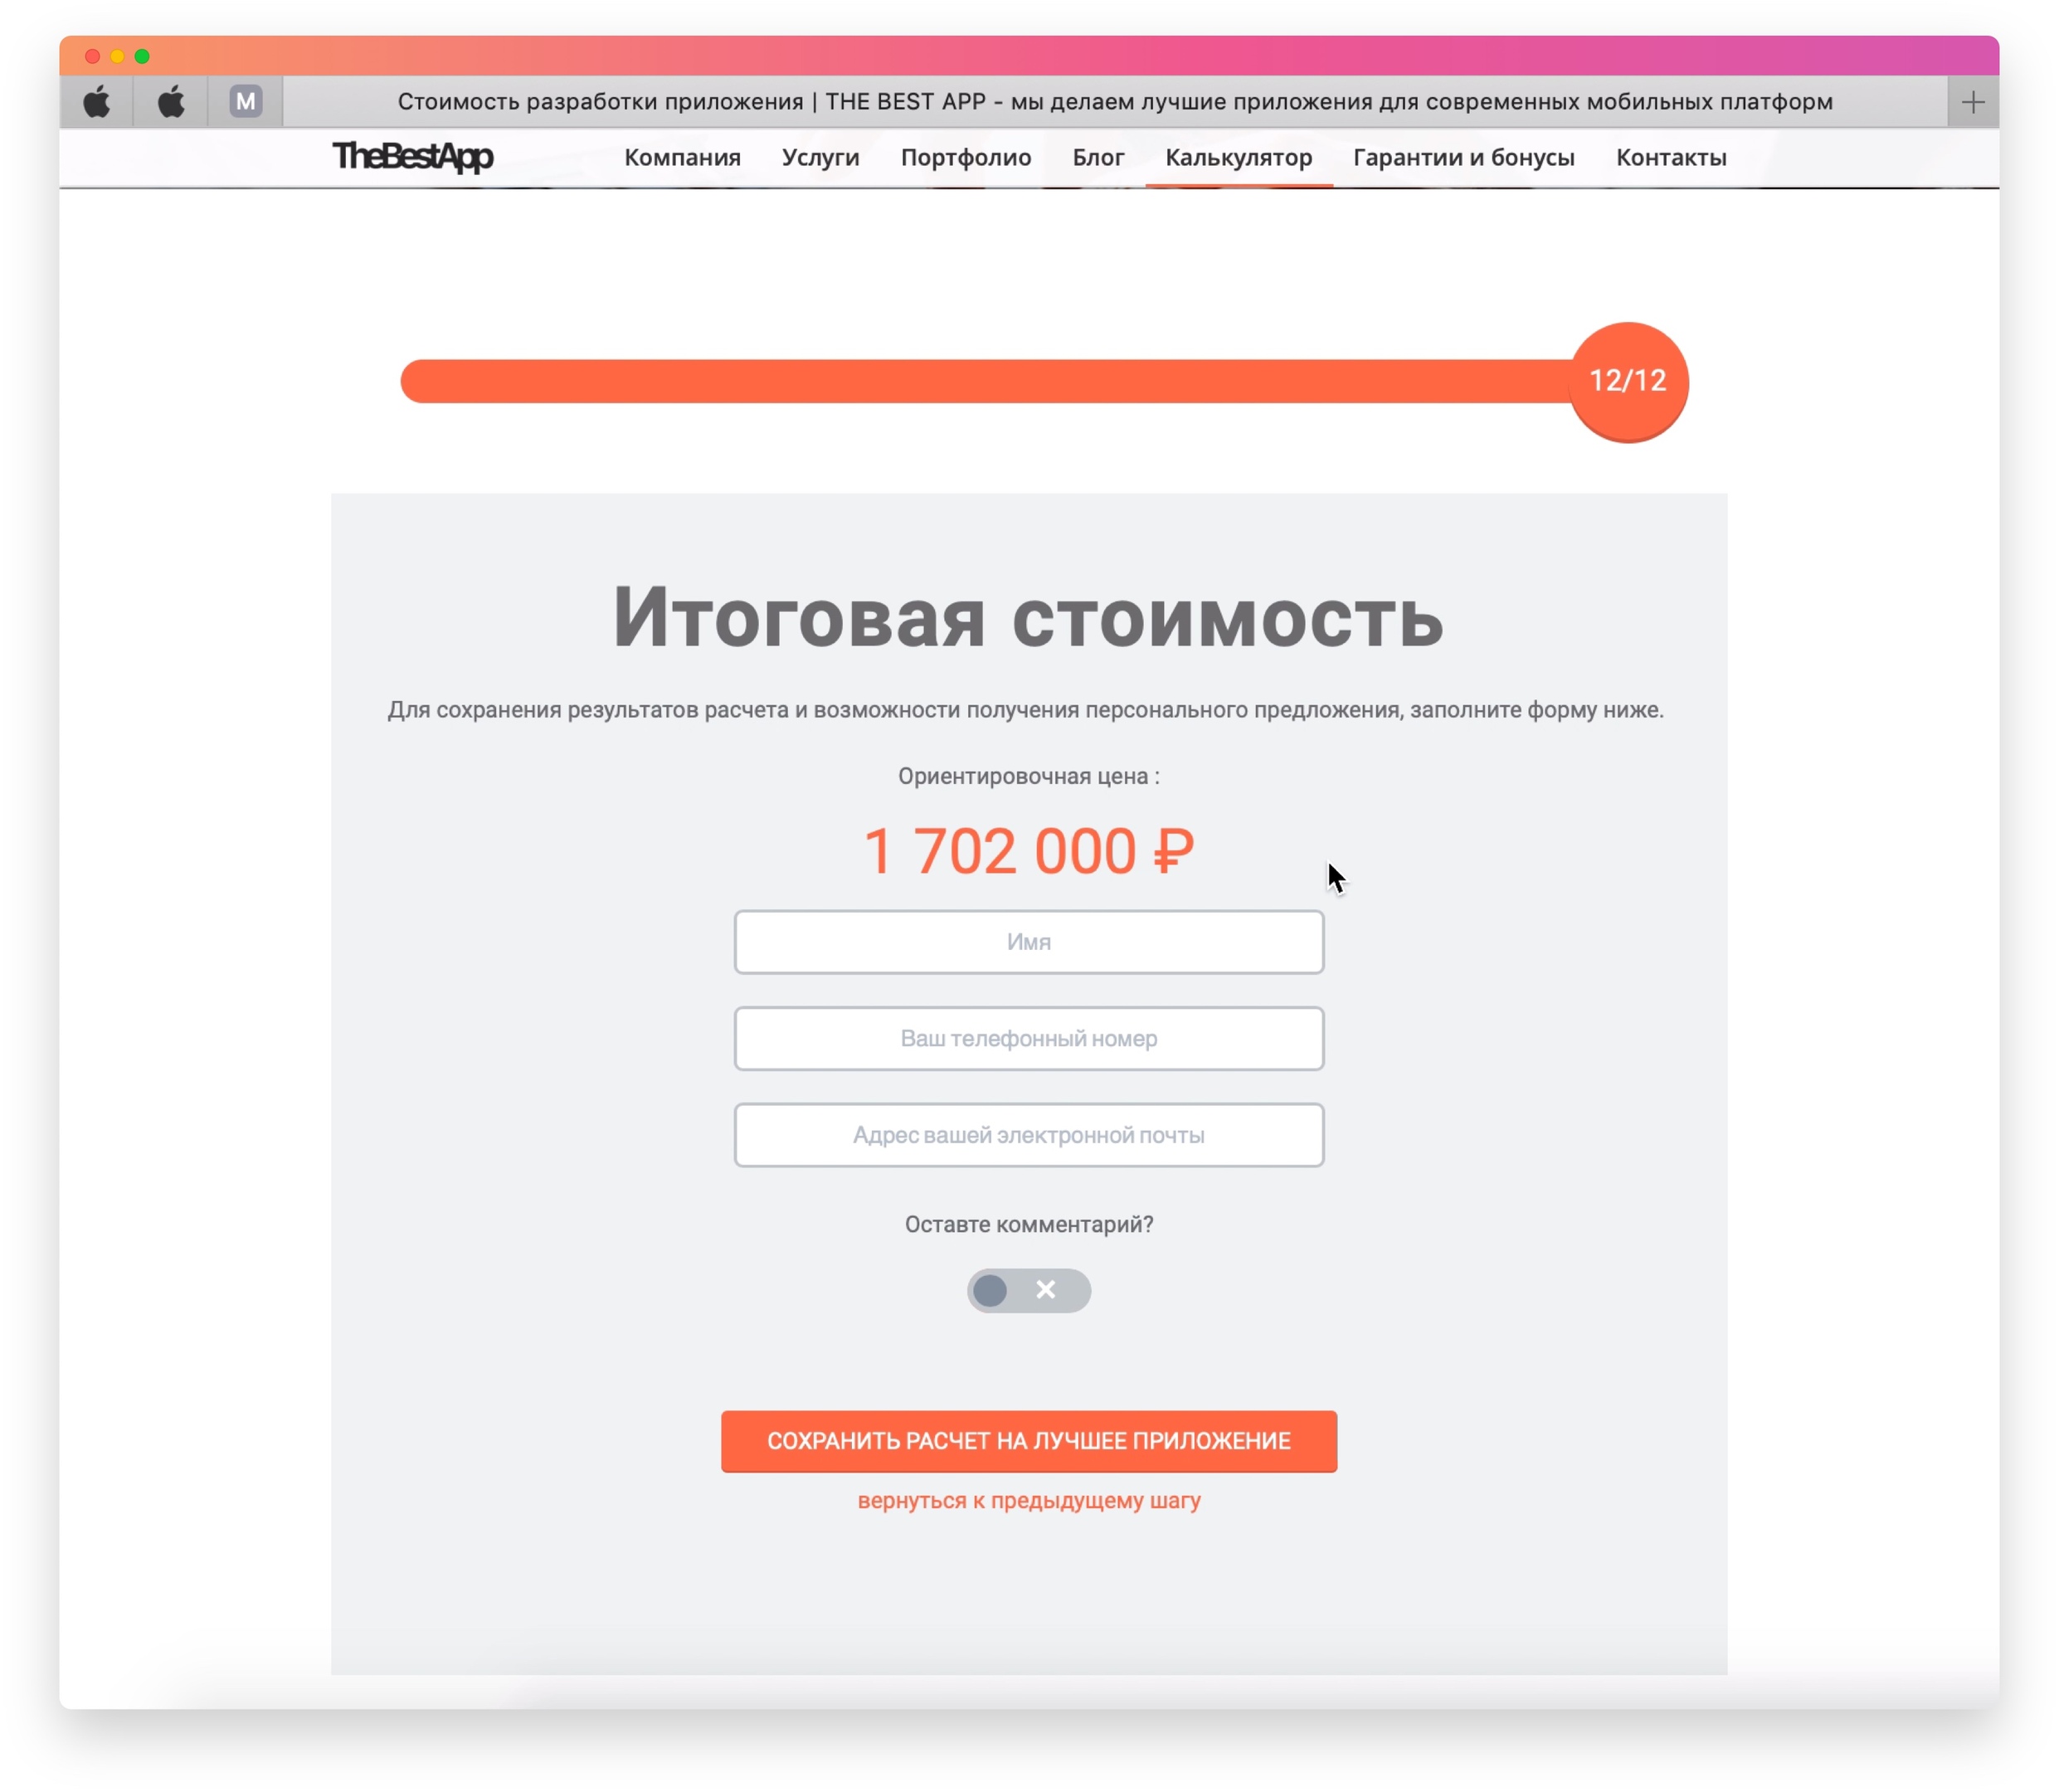 M
Стоимость разработки приложения | THE BEST APP - мы делаем лучшие приложения для современных мобильных платформ
TheBestApp
Компания Услуги Портфолио Блог Калькулятор Гарантии и бонусы Контакты
12/12
Итоговая стоимость
Для сохранения результатов расчета и возможности получения персонального предложения, заполните форму ниже.
Ориентировочная цена :
1 702 000 ₽
Имя
Ваш телефонный номер
Адрес вашей электронной почты
Оставте комментарий?
СОХРАНИТЬ РАСЧЕТ НА ЛУЧШЕЕ ПРИЛОЖЕНИЕ
вернуться к предыдущему шагу